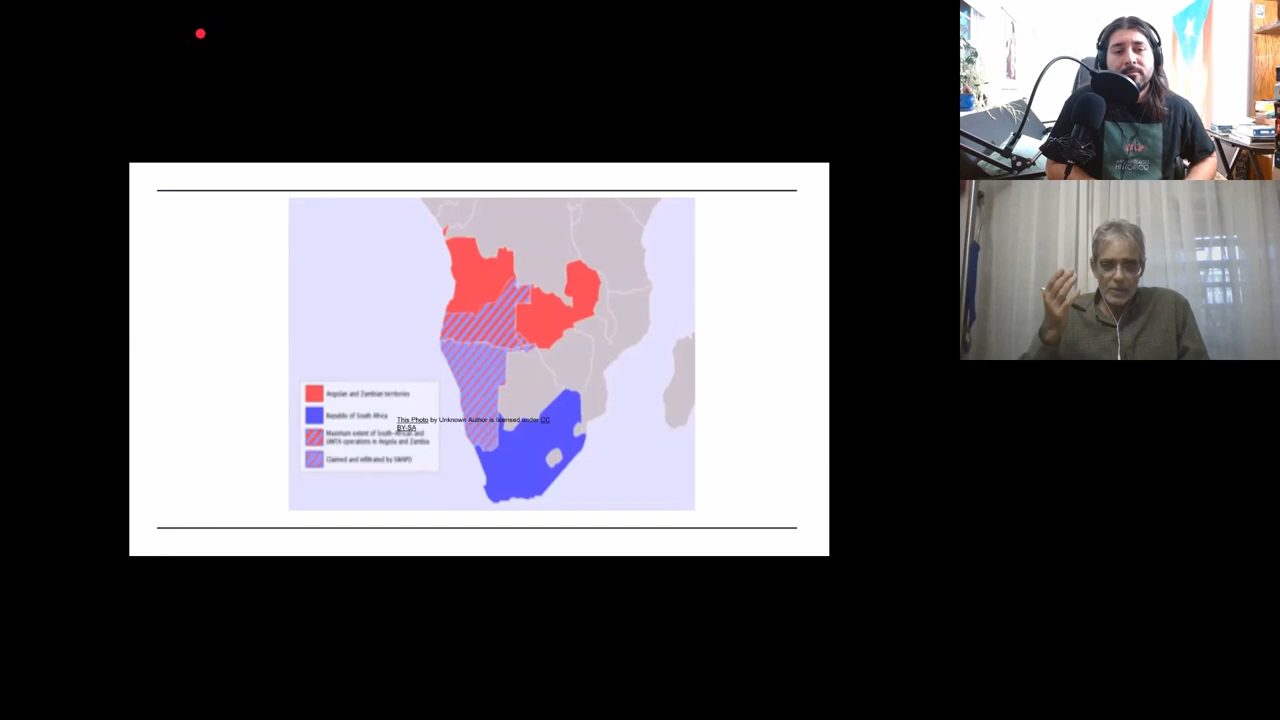 Angolan and Zambian territories
Republic of South Africa
This Photo by Unknown Author is licensed under CC
BY-SA
Maximum extent of South African and
UNITA operations in Angola and Zambia
Claimed and infiltrated by SWAPO
HISTÓRICO